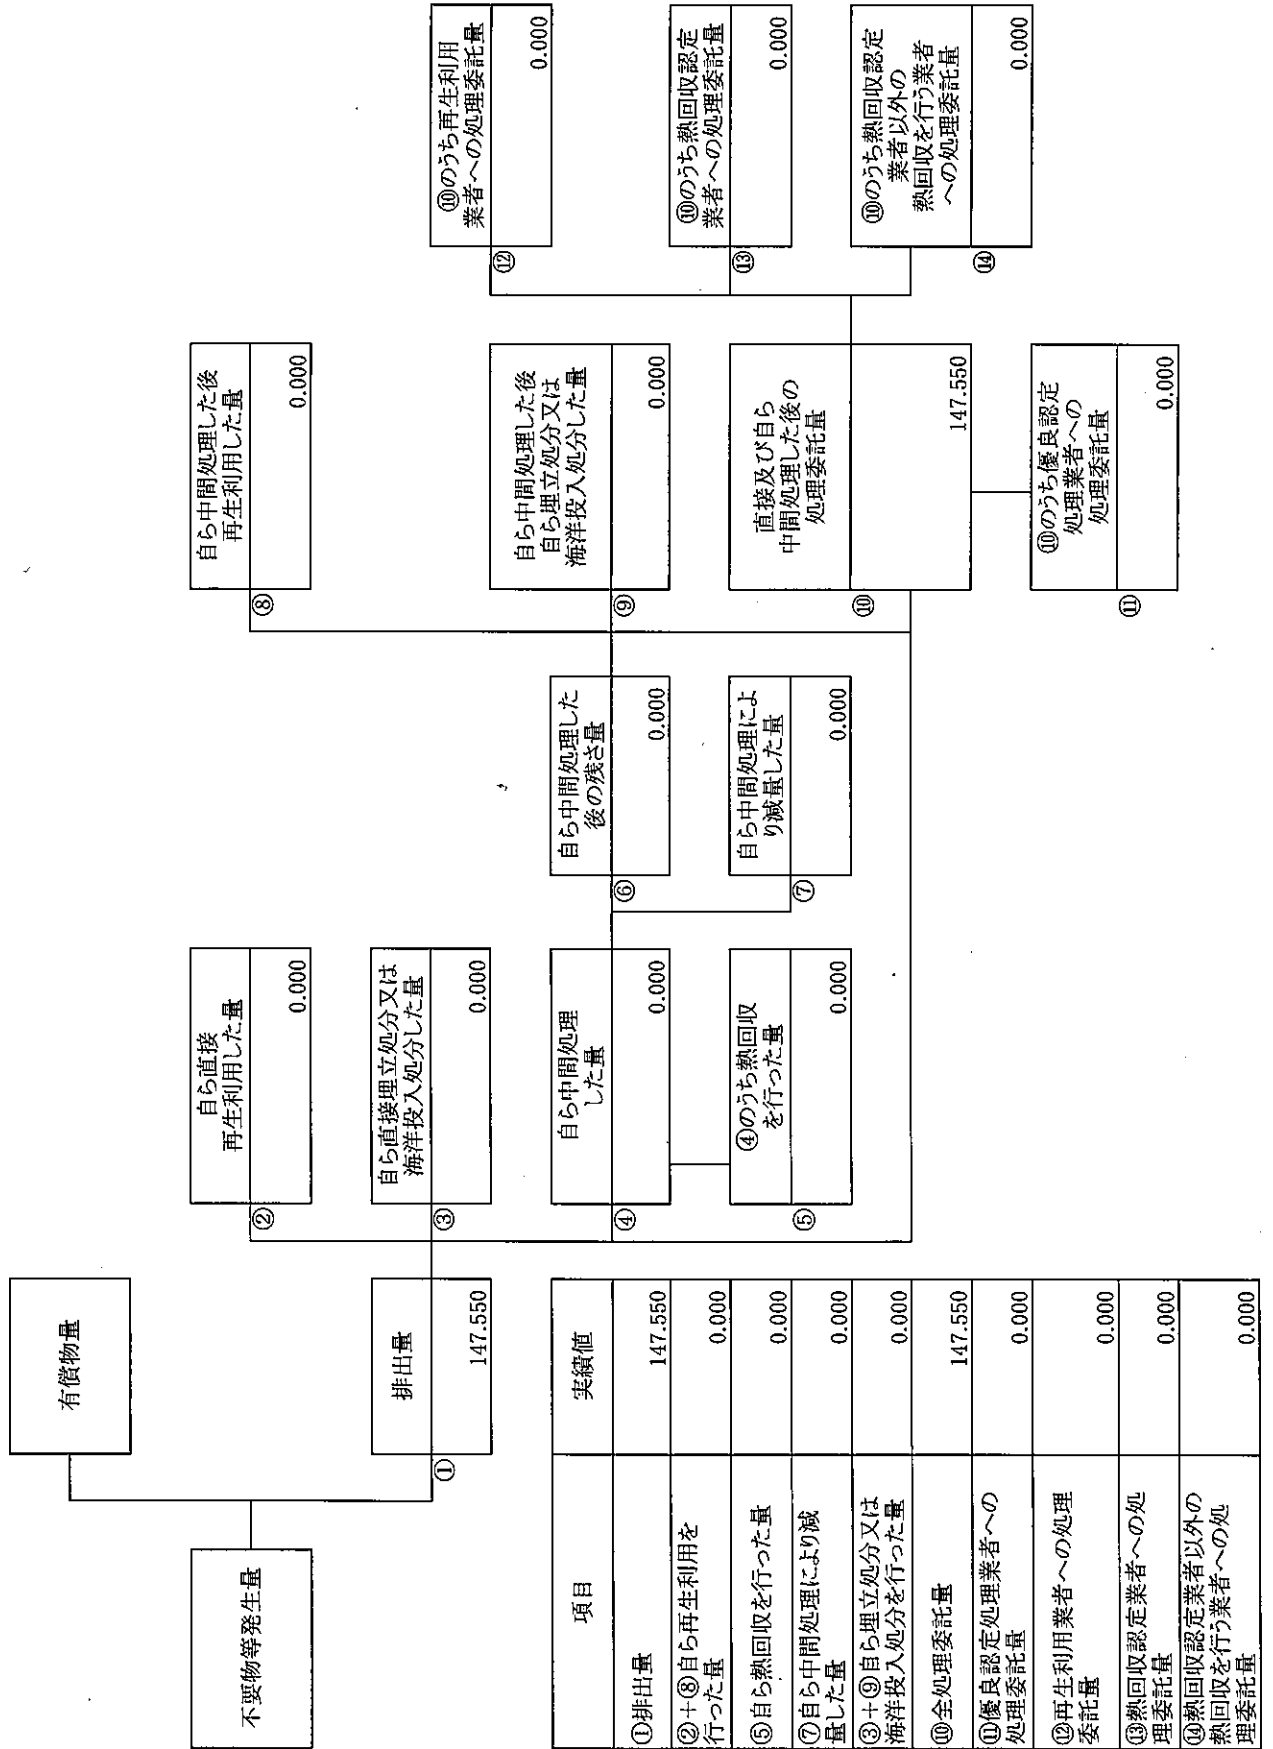 不要物等発生量
有償物量
排出量
①
147.550
自ら直接
再生利用した量
②
0.000
自ら直接埋立処分又は
海洋投入処分した量
③
0.000
自ら中間処理
した量
④
0.000
④のうち熱回収
を行った量
⑤
0.000
自ら中間処理した
後の残さ量
⑥
0.000
自ら中間処理によ
り減量した量
⑦
0.000
自ら中間処理した後
再生利用した量
⑧
0.000
自ら中間処理した後
自ら埋立処分又は
海洋投入処分した量
⑨
0.000
直接及び自ら
中間処理した後の
処理委託量
⑩
147.550
⑩のうち優良認定
処理業者への
処理委託量
⑪
0.000
⑩のうち再生利用
業者への処理委託量
⑫
0.000
⑩のうち熱回収認定
業者への処理委託量
⑬
0.000
⑩のうち熱回収認定
業者以外の
熱回収を行う業者
への処理委託量
⑭
0.000
項目
実績値
①排出量
147.550
②+⑧自ら再生利用を
行った量
0.000
⑤自ら熱回収を行った量
0.000
⑦自ら中間処理により減
量した量
0.000
③+⑨自ら埋立処分又は
海洋投入処分を行った量
0.000
⑩全処理委託量
147.550
⑪優良認定処理業者への
処理委託量
0.000
⑫再生利用業者への処理
委託量
0.000
⑬熱回収認定業者への処
理委託量
0.000
⑭熱回収認定業者以外の
熱回収を行う業者への処
理委託量
0.000